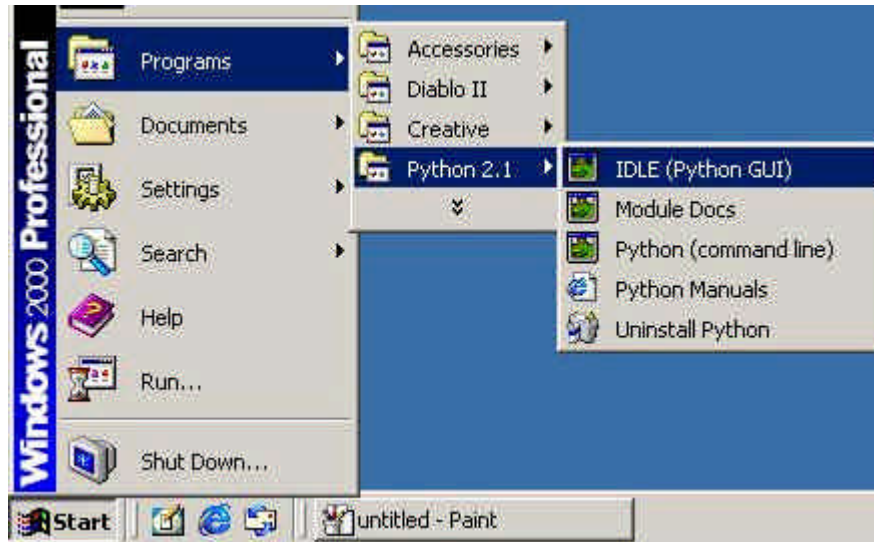 Windows 2000 Professional
Programs
Documents
Settings
Search
Help
Run...
Shut Down...
Accessories
Diablo II
Creative
Python 2.1
IDLE (Python GUI)
Module Docs
Python (command line)
Python Manuals
Uninstall Python
Start
untitled - Paint